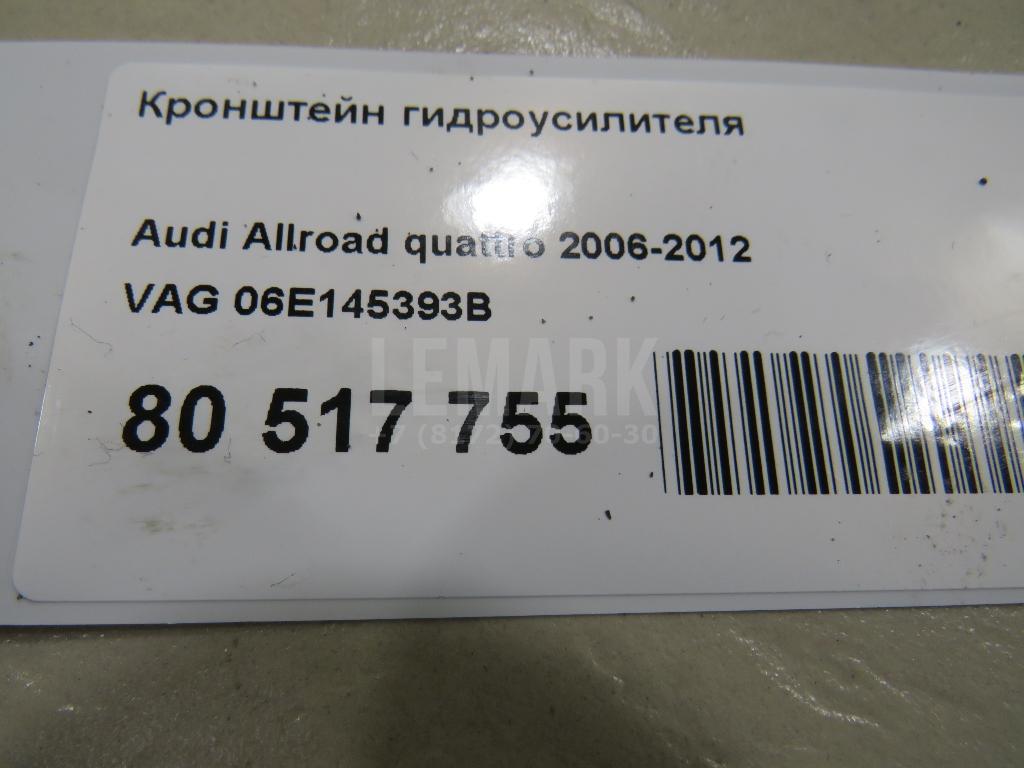 Кронштейн гидроусилителя
Audi Allroad quattro 2006-2012
VAG 06E145393B
80 517 755
LEMARK